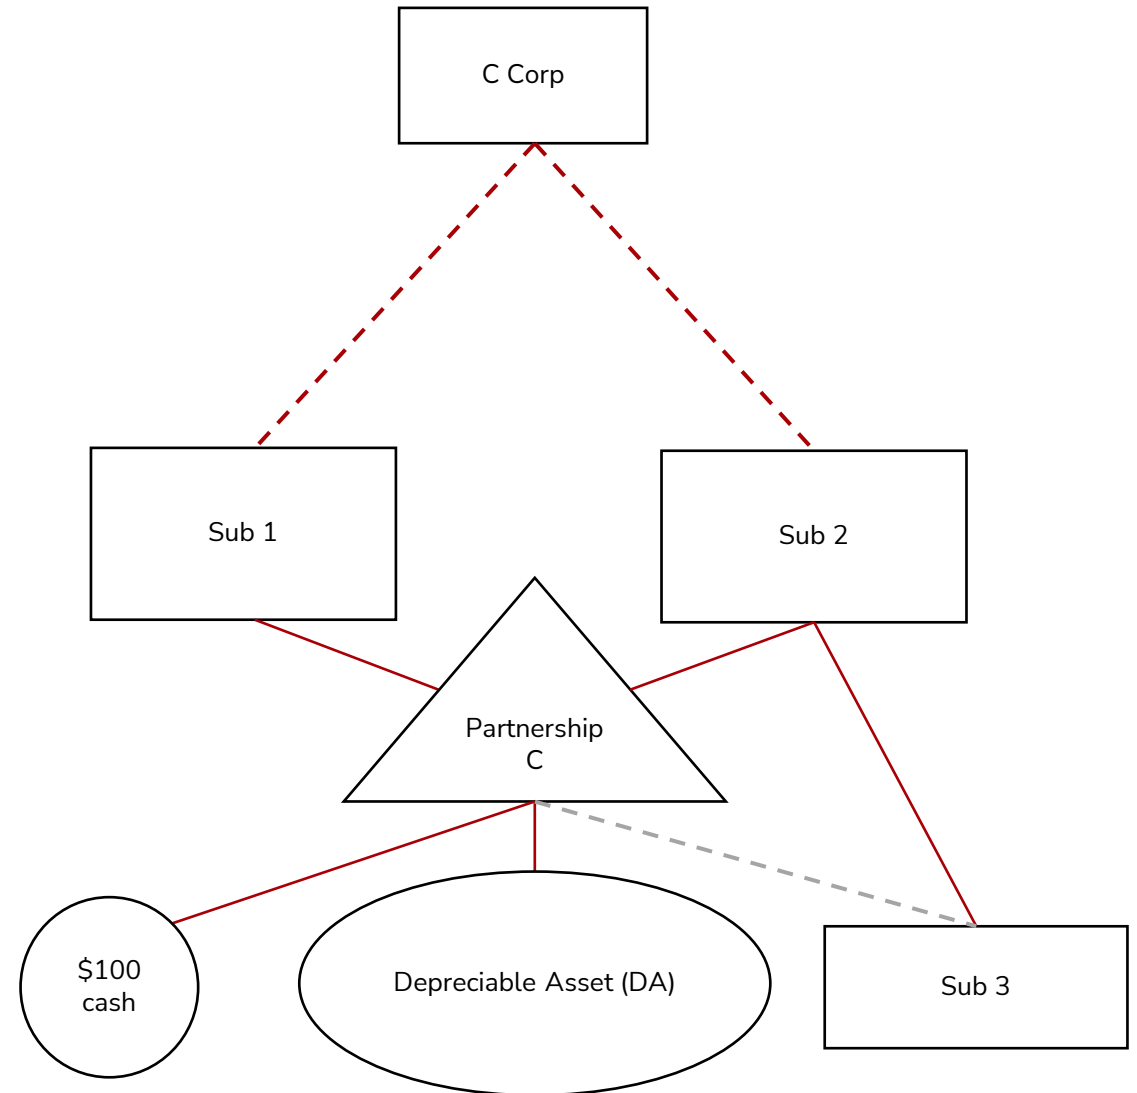 C Corp
Sub 1
Sub 2
Partnership
C
$100
cash
Depreciable Asset (DA)
Sub 3